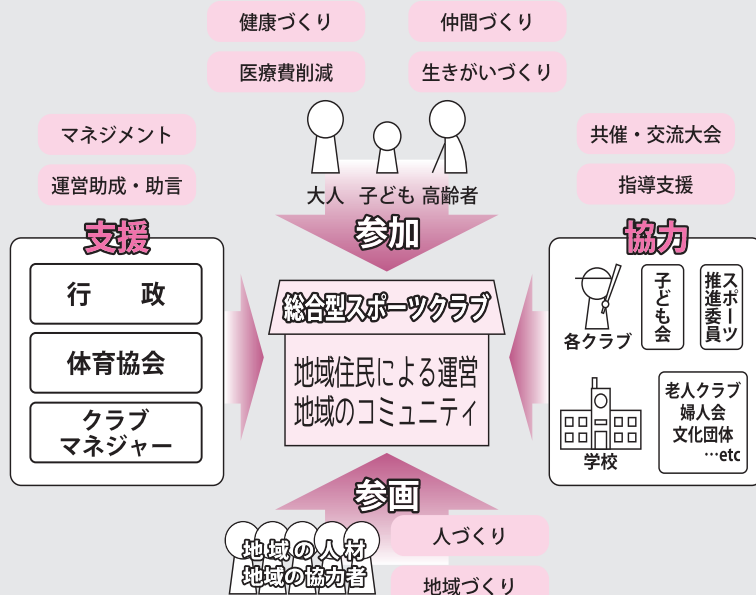 健康づくり
仲間づくり
医療費削減
生きがいづくり
マネジメント
運営助成・助言
共催・交流大会
指導支援
大人
子ども
高齢者
参加
支援
行　政
体育協会
クラブ
マネジャー
総合型スポーツクラブ
地域住民による運営
地域のコミュニティ
協力
各クラブ
子ども会
スポーツ
推進委員
学校
老人クラブ
婦人会
文化団体
…etc
参画
地域の人材
地域の協力者
人づくり
地域づくり